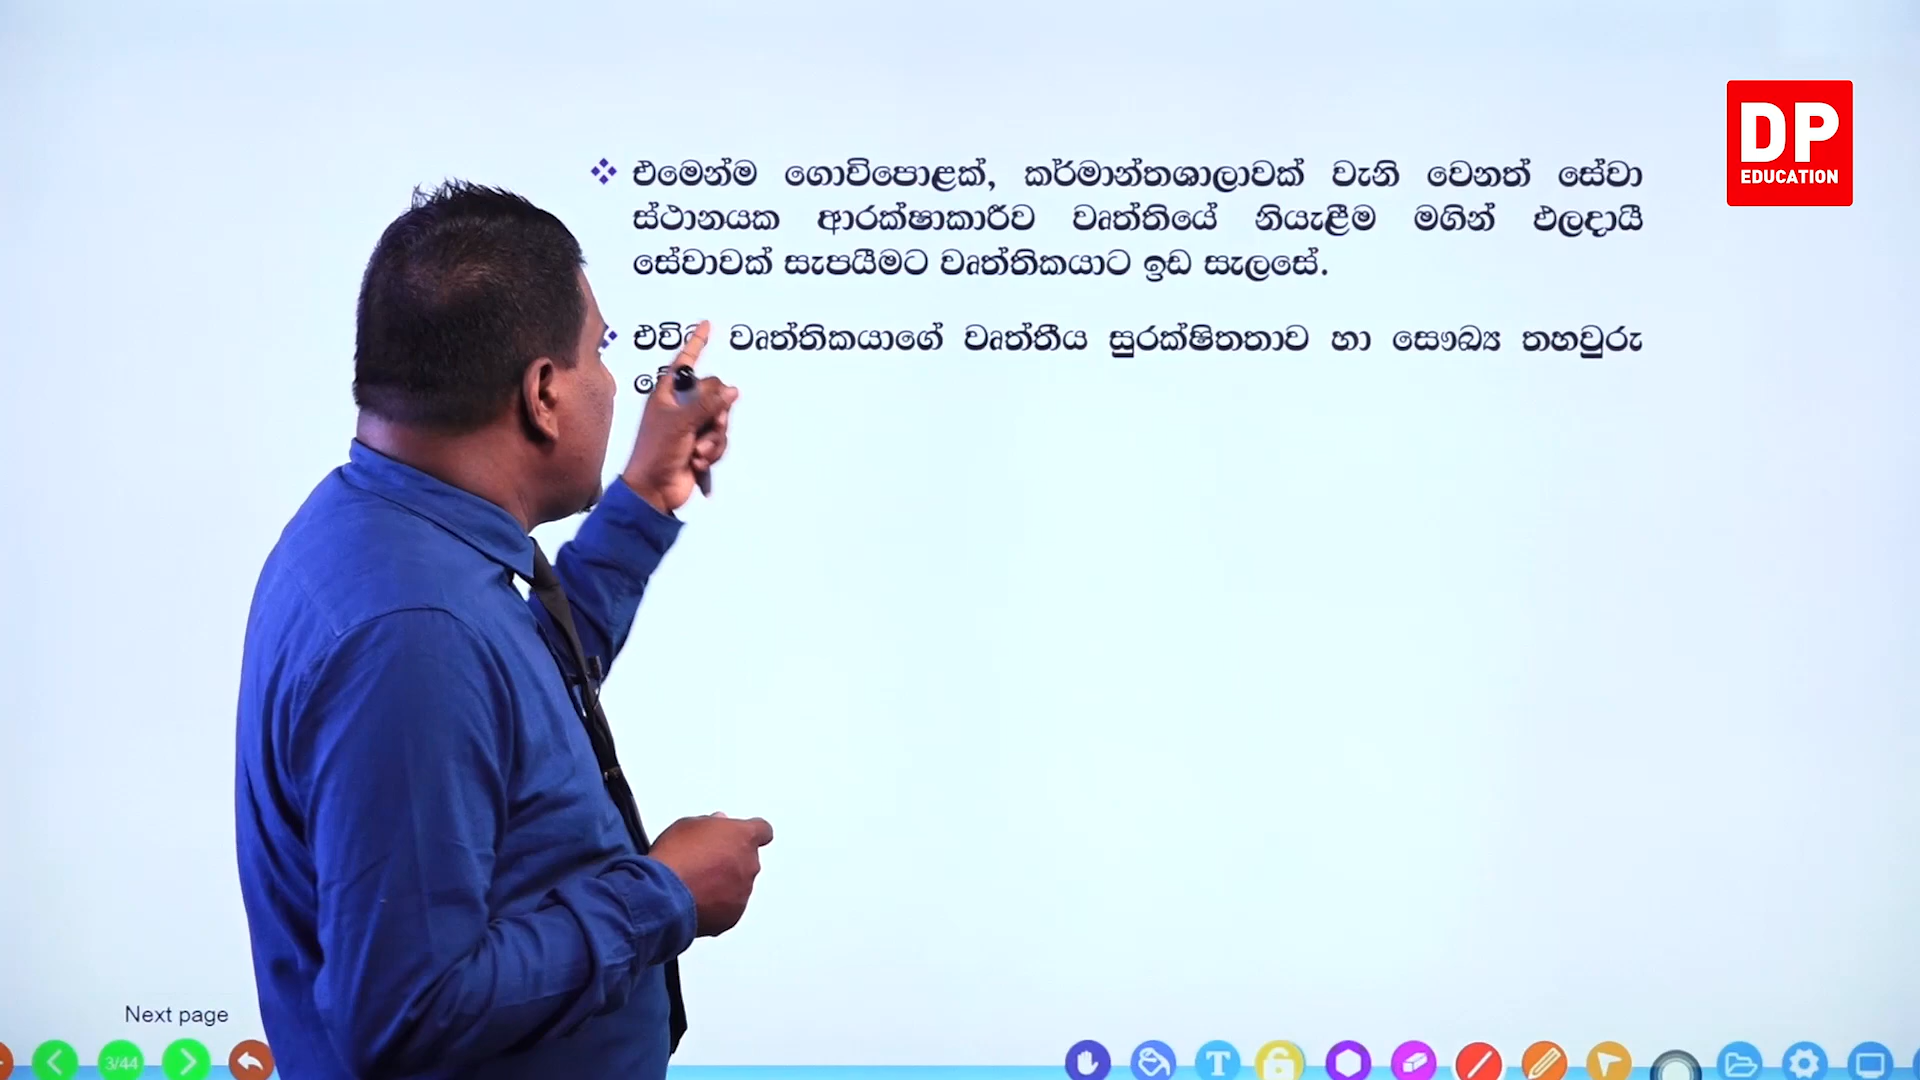 DP
EDUCATION
එමෙන්ම ගොවිපොළක්, කර්මාන්තශාලාවක් වැනි වෙනත් සේවා
ස්ථානයක ආරක්ෂාකාරීව වෘත්තියේ නියැළීම මගින් ඵලදායී
සේවාවක් සැපයීමට වෘත්තිකයාට ඉඩ සැලසේ.
වෘත්තිකයාගේ වෘත්තීය සුරක්ෂිතතාව හා සෞඛ්‍ය තහවුරු
Next page
3/44
T